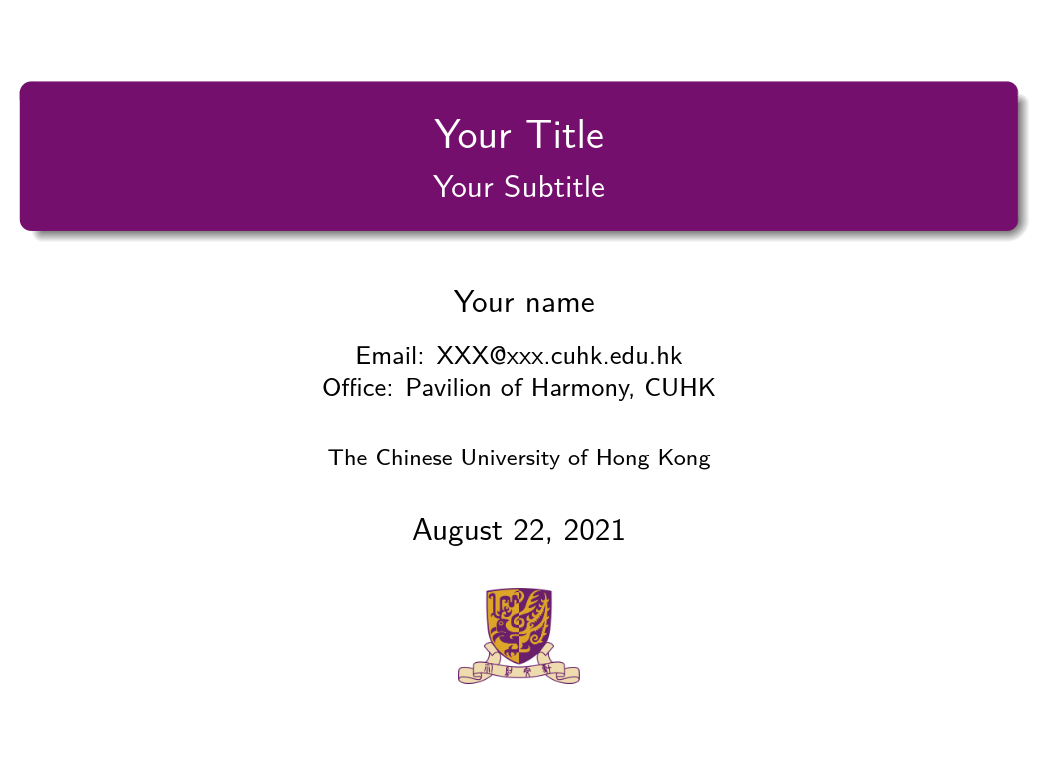 Your Title
Your Subtitle
Your name
Email: XXX@xxx.cuhk.edu.hk
Office: Pavilion of Harmony, CUHK
The Chinese University of Hong Kong
August 22, 2021